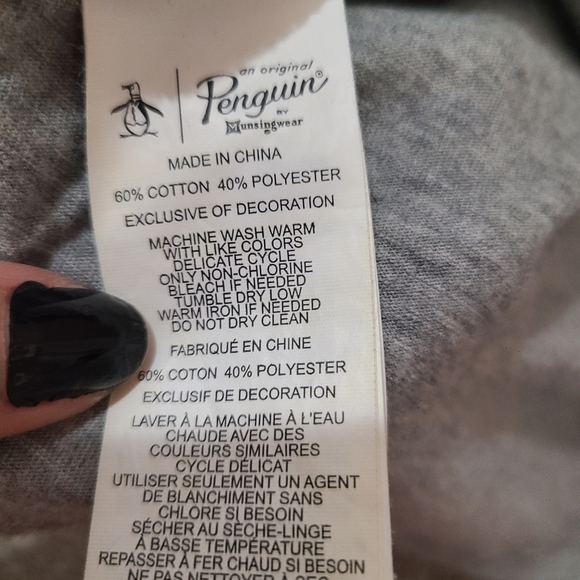 an original
Penguin®
BY
Munsingwear
MADE IN CHINA
60% COTTON 40% POLYESTER
EXCLUSIVE OF DECORATION
MACHINE WASH WARM
WITH LIKE COLORS
DELICATE CYCLE
ONLY NON-CHLORINE
BLEACH IF NEEDED
TUMBLE DRY LOW
WARM IRON IF NEEDED
DO NOT DRY CLEAN
FABRIQUÉ EN CHINE
60% COTON 40% POLYESTER
EXCLUSIF DE DECORATION
LAVER À LA MACHINE À L'EAU
CHAUDE AVEC DES
COULEURS SIMILAIRES
CYCLE DÉLICAT
UTILISER SEULEMENT UN AGENT
DE BLANCHIMENT SANS
CHLORE SI BESOIN
SÉCHER AU SÈCHE-LINGE
À BASSE TEMPÉRATURE
REPASSER À FER CHAUD SI BESOIN
NE PAS NETTOYER À SEC